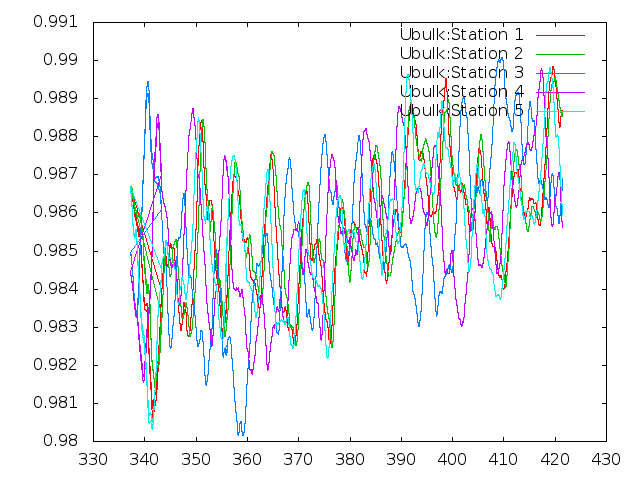 0.991
0.99
0.989
0.988
0.987
0.986
0.985
0.984
0.983
0.982
0.981
0.98
330 340 350 360 370 380 390 400 410 420 430
Ubulk:Station 1
Ubulk:Station 2
Ubulk:Station 3
Ubulk:Station 4
Ubulk:Station 5